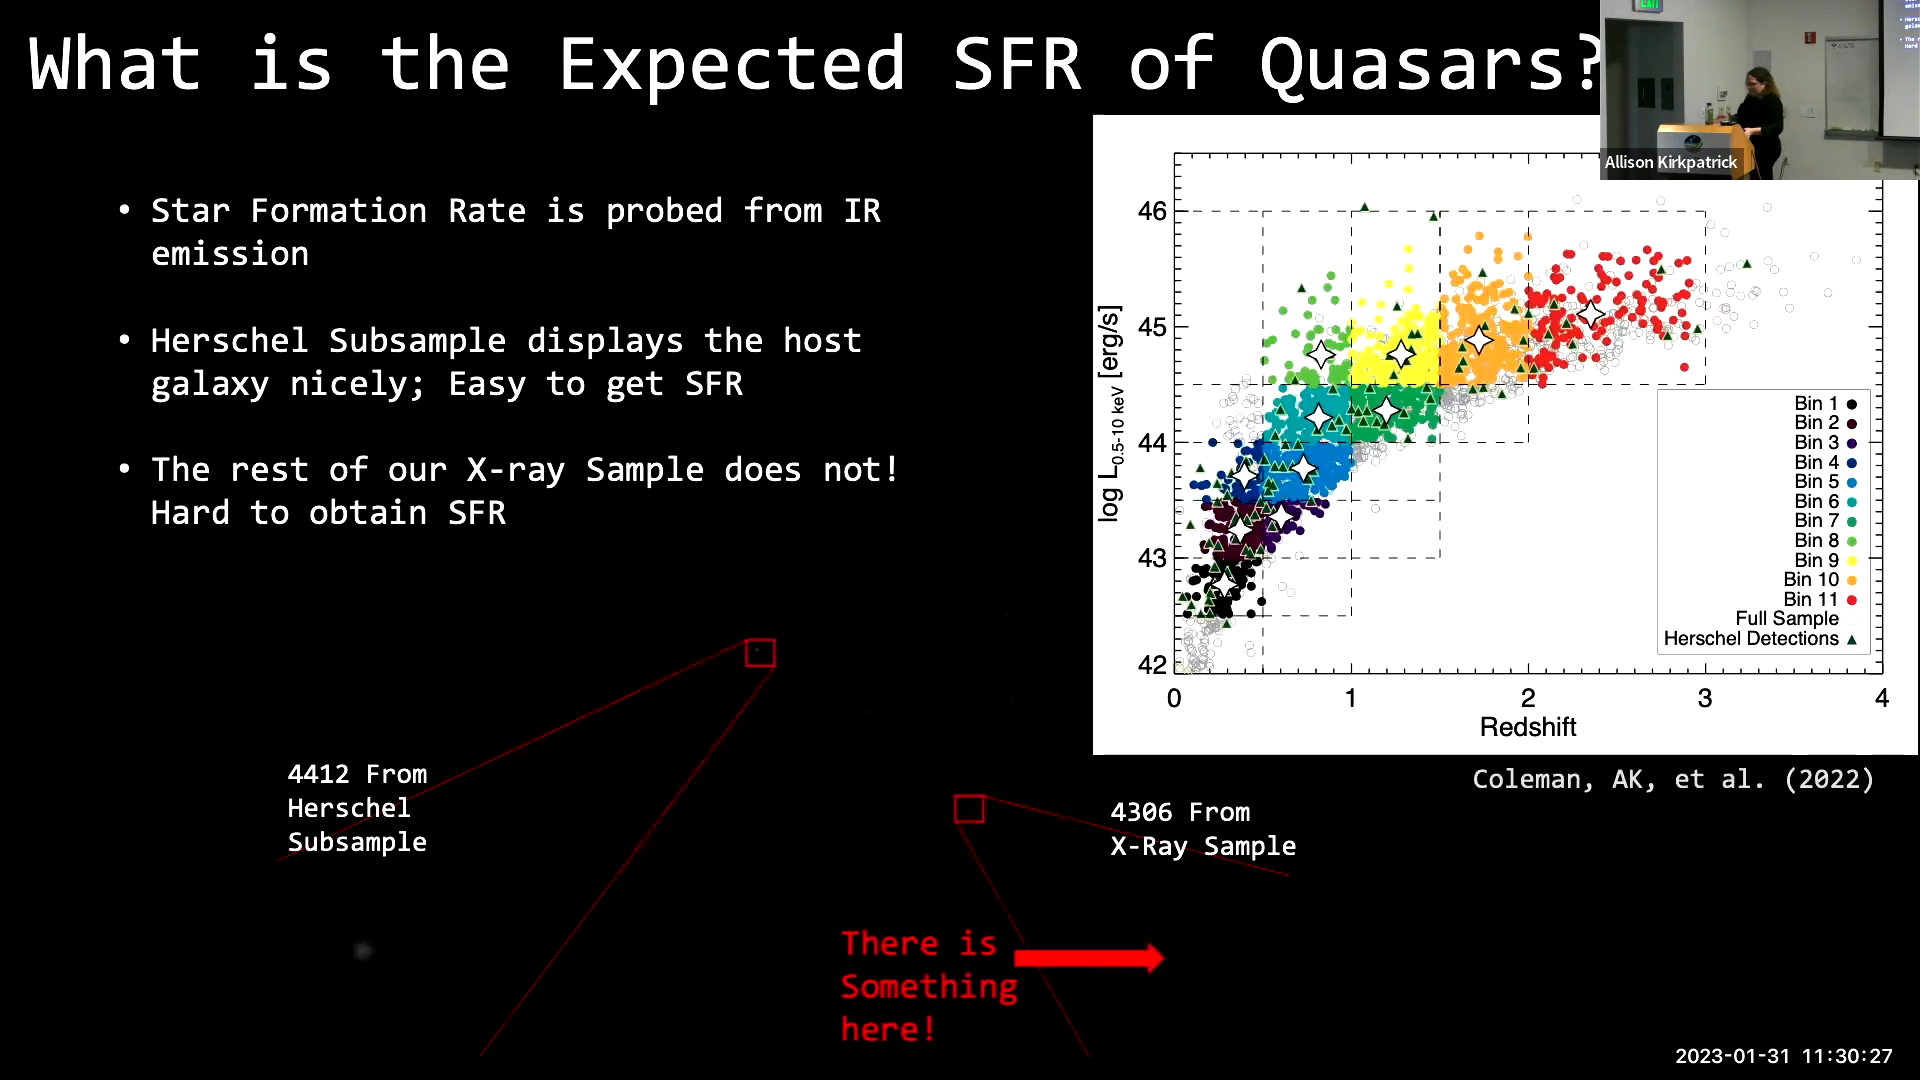 What is the Expected SFR of Quasars?
EXIT
Allison Kirkpatrick
• Star Formation Rate is probed from IR
emission
• Herschel Subsample displays the host
galaxy nicely; Easy to get SFR
• The rest of our X-ray Sample does not!
Hard to obtain SFR
log L0.5-10 keV [erg/s]
46
45
44
43
42
0 1 2 3 4
Redshift
Bin 1
Bin 2
Bin 3
Bin 4
Bin 5
Bin 6
Bin 7
Bin 8
Bin 9
Bin 10
Bin 11
Full Sample
Herschel Detections
Coleman, AK, et al. (2022)
4412 From
Herschel
Subsample
4306 From
X-Ray Sample
There is
Something
here!
2023-01-31 11:30:27